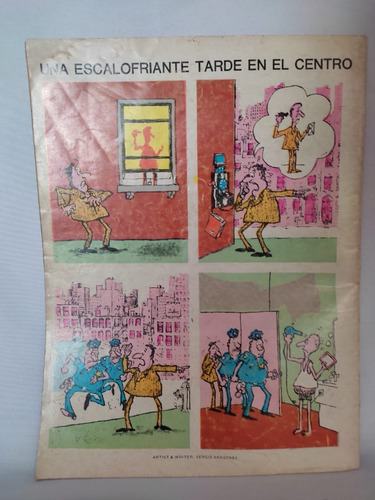 UNA ESCALOFRIANTE TARDE EN EL CENTRO
ARTIST & WRITER: SERGIO ARAGONES